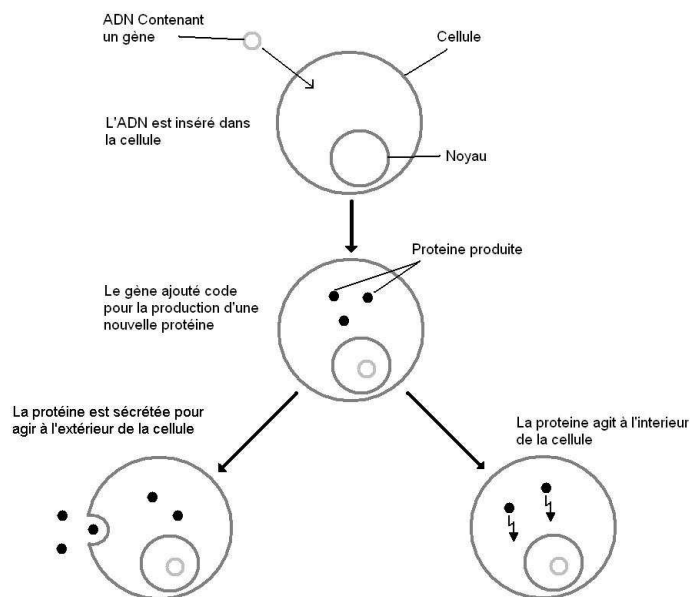 ADN Contenant
un gène
Cellule
L'ADN est inséré dans
la cellule
Noyau
Proteine produite
Le gène ajouté code
pour la production d'une
nouvelle protéine
La protéine est sécrétée pour
agir à l'extérieur de la cellule
La proteine agit à l'interieur
de la cellule